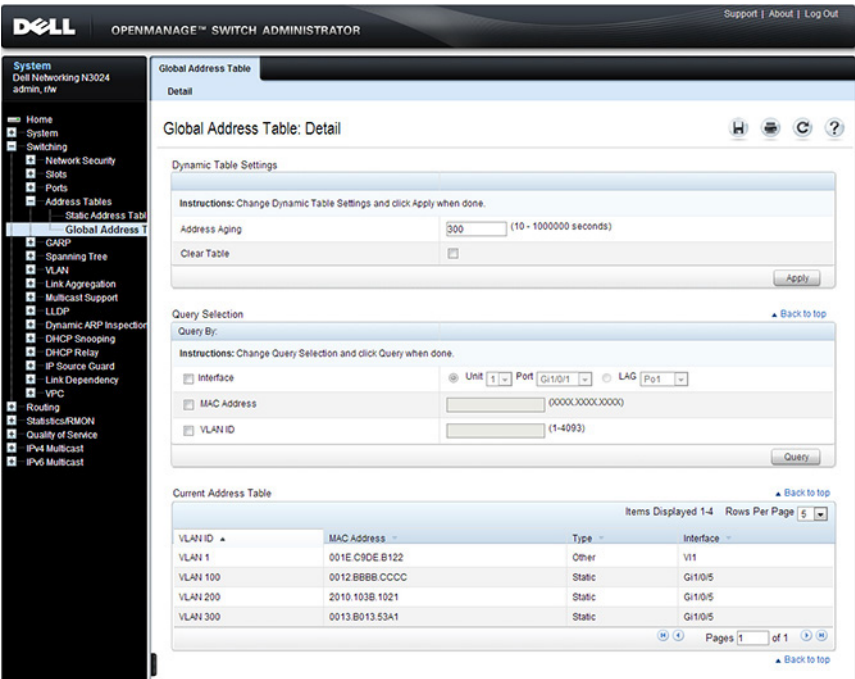 DELL OPENMANAGE™ SWITCH ADMINISTRATOR
Support | About | Log Out
System
Dell Networking N3024
admin, r/w
Home
System
Switching
Network Security
Slots
Ports
Address Tables
Static Address Tabl
Global Address T
GARP
Spanning Tree
VLAN
Link Aggregation
Multicast Support
LLDP
Dynamic ARP Inspection
DHCP Snooping
DHCP Relay
IP Source Guard
Link Dependency
VPC
Routing
Statistics/RMON
Quality of Service
IPv4 Multicast
IPv6 Multicast
Global Address Table
Detail
Global Address Table: Detail
Dynamic Table Settings
Instructions: Change Dynamic Table Settings and click Apply when done.
Address Aging 300 (10 - 1000000 seconds)
Clear Table
Apply
Query Selection Back to top
Query By:
Instructions: Change Query Selection and click Query when done.
Interface Unit 1 Port Gi1/0/1 LAG Po1
MAC Address (XXXX.XXXX.XXXX)
VLAN ID (1-4093)
Query
Current Address Table Back to top
Items Displayed 1-4 Rows Per Page 5
VLAN ID MAC Address Type Interface
VLAN 1 001E.C9DE.B122 Other Vl1
VLAN 100 0012.BBBB.CCCC Static Gi1/0/5
VLAN 200 2010.103B.1021 Static Gi1/0/5
VLAN 300 0013.B013.53A1 Static Gi1/0/5
Pages 1 of 1
Back to top